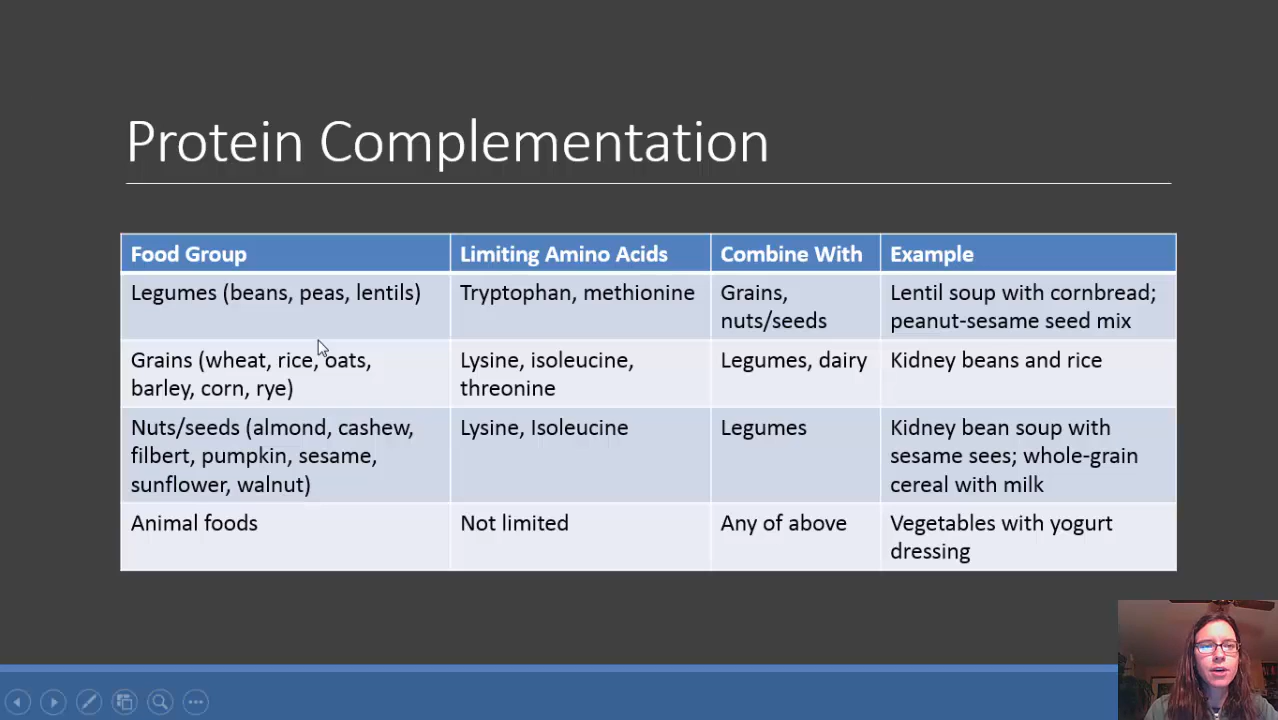 Protein Complementation
Food Group
Limiting Amino Acids
Combine With
Example
Legumes (beans, peas, lentils)
Tryptophan, methionine
Grains,
nuts/seeds
Lentil soup with cornbread;
peanut-sesame seed mix
Grains (wheat, rice, oats,
barley, corn, rye)
Lysine, isoleucine,
threonine
Legumes, dairy
Kidney beans and rice
Nuts/seeds (almond, cashew,
filbert, pumpkin, sesame,
sunflower, walnut)
Lysine, Isoleucine
Legumes
Kidney bean soup with
sesame sees; whole-grain
cereal with milk
Animal foods
Not limited
Any of above
Vegetables with yogurt
dressing